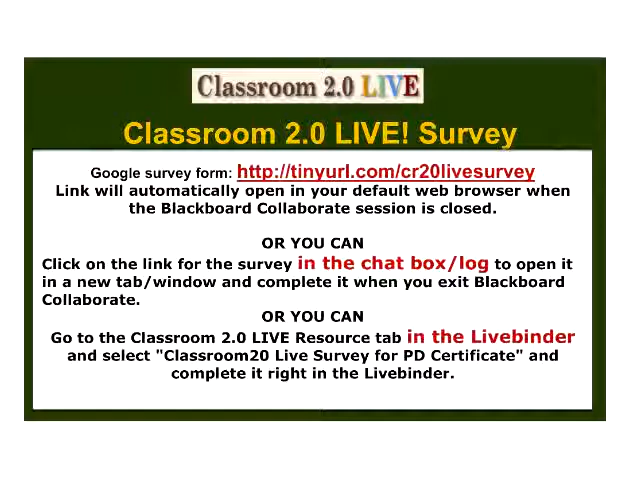 Classroom 2.0 LIVE
Classroom 2.0 LIVE! Survey
Google survey form: http://tinyurl.com/cr20livesurvey
Link will automatically open in your default web browser when
the Blackboard Collaborate session is closed.
OR YOU CAN
Click on the link for the survey in the chat box/log to open it
in a new tab/window and complete it when you exit Blackboard
Collaborate.
OR YOU CAN
Go to the Classroom 2.0 LIVE Resource tab in the Livebinder
and select "Classroom20 Live Survey for PD Certificate" and
complete it right in the Livebinder.